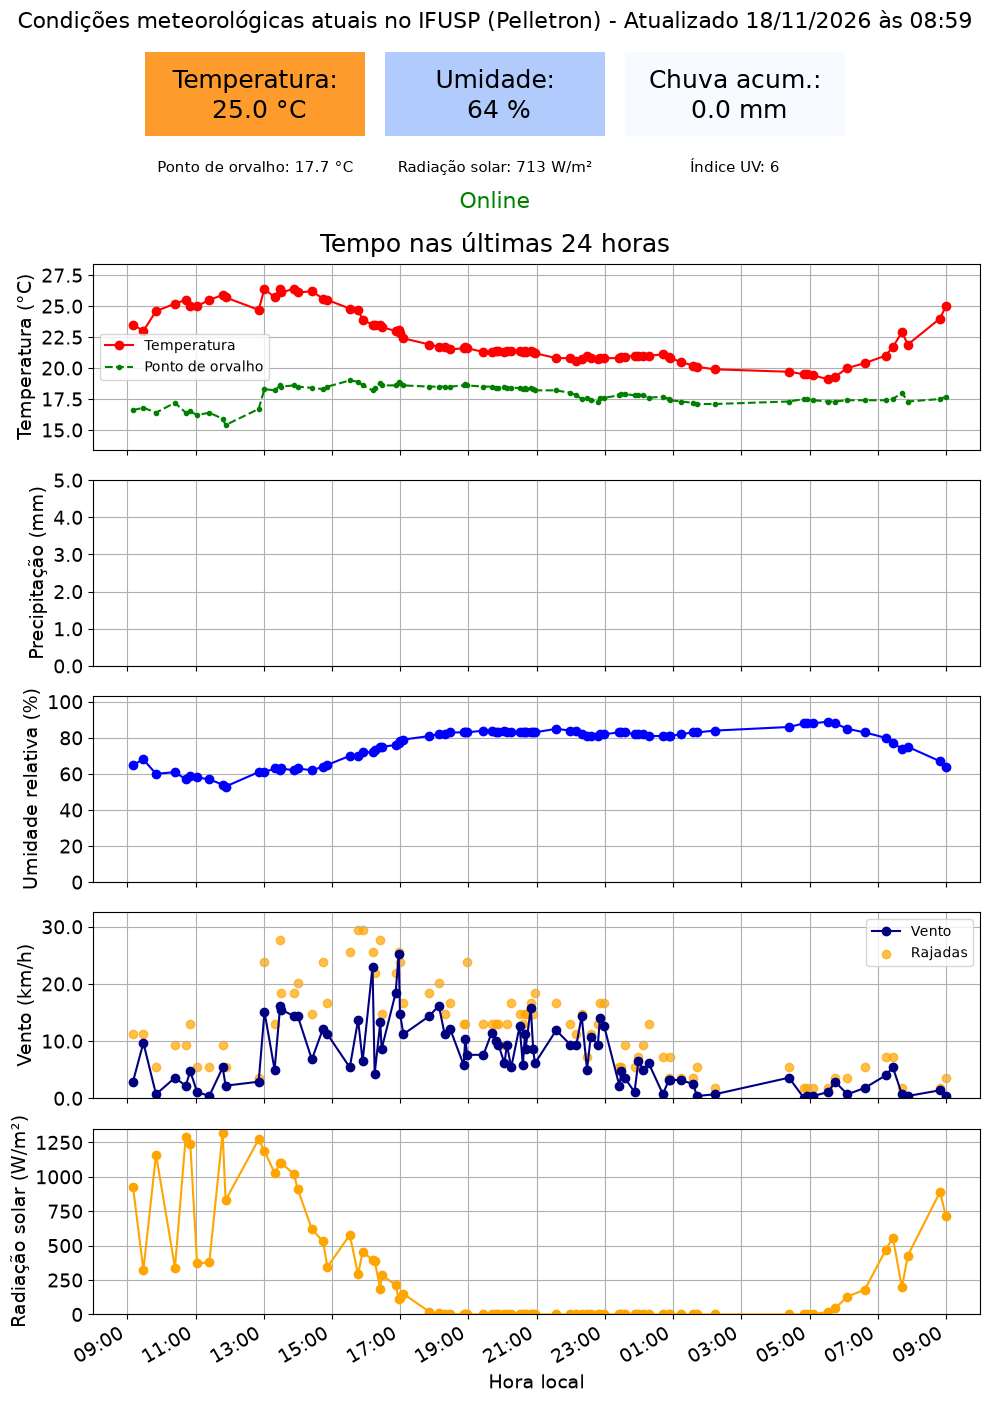 Condições meteorológicas atuais no IFUSP (Pelletron) - Atualizado 18/11/2026 às 08:59
Temperatura:
25.0 °C
Umidade:
64 %
Chuva acum.:
0.0 mm
Ponto de orvalho: 17.7 °C
Radiação solar: 713 W/m²
Índice UV: 6
Online
Tempo nas últimas 24 horas
Temperatura (°C)
27.5
25.0
22.5
20.0
17.5
15.0
Temperatura
Ponto de orvalho
Precipitação (mm)
5.0
4.0
3.0
2.0
1.0
0.0
Umidade relativa (%)
100
80
60
40
20
0
Vento (km/h)
30.0
20.0
10.0
0.0
Vento
Rajadas
Radiação solar (W/m²)
1250
1000
750
500
250
0
09:00
11:00
13:00
15:00
17:00
19:00
21:00
23:00
01:00
03:00
05:00
07:00
09:00
Hora local